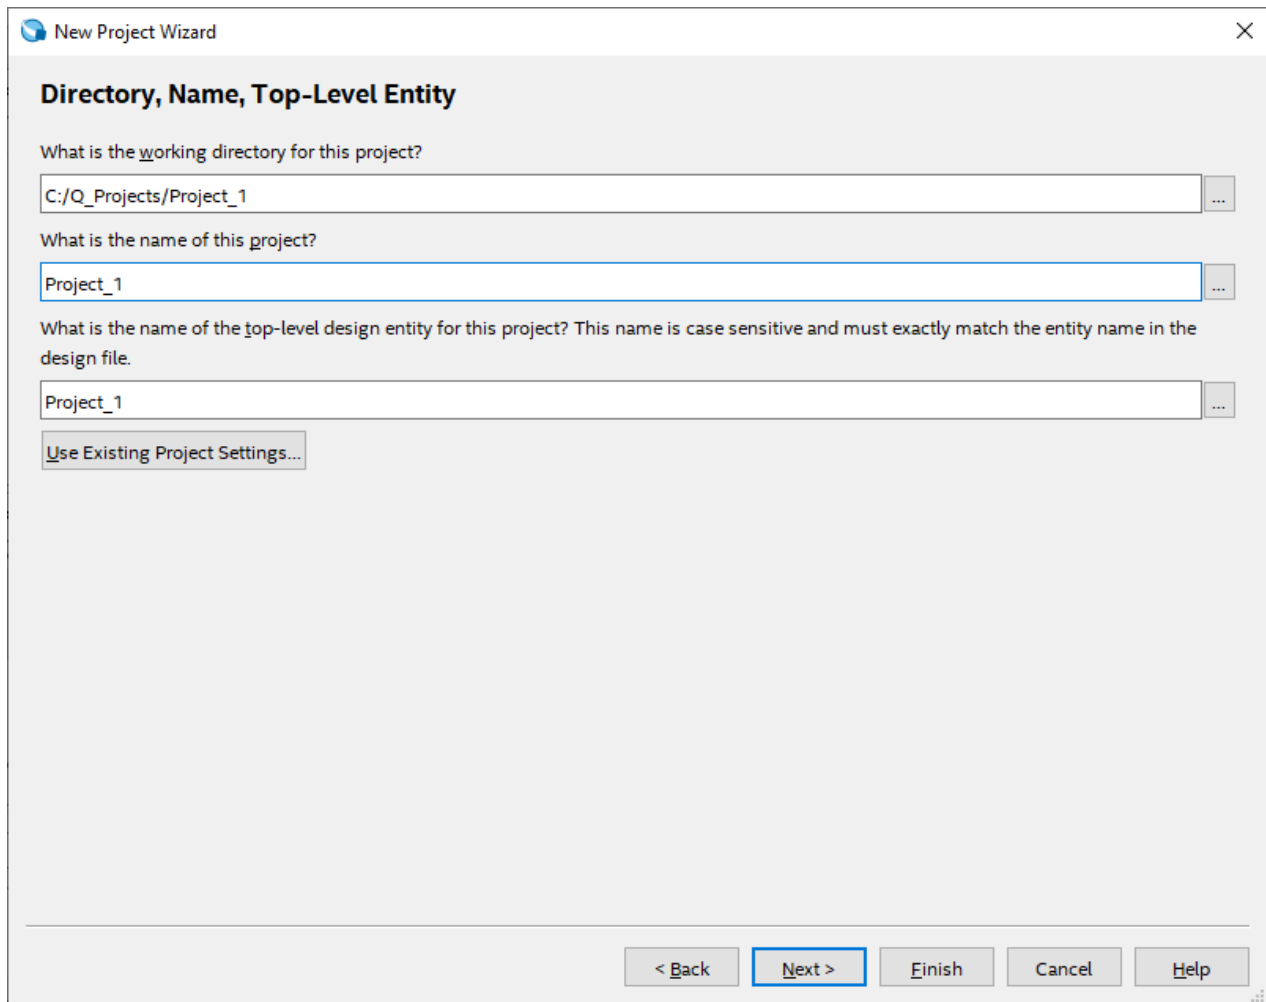 New Project Wizard
Directory, Name, Top-Level Entity
What is the working directory for this project?
C:/Q_Projects/Project_1
...
What is the name of this project?
Project_1
...
What is the name of the top-level design entity for this project? This name is case sensitive and must exactly match the entity name in the
design file.
Project_1
...
Use Existing Project Settings...
< Back
Next >
Finish
Cancel
Help